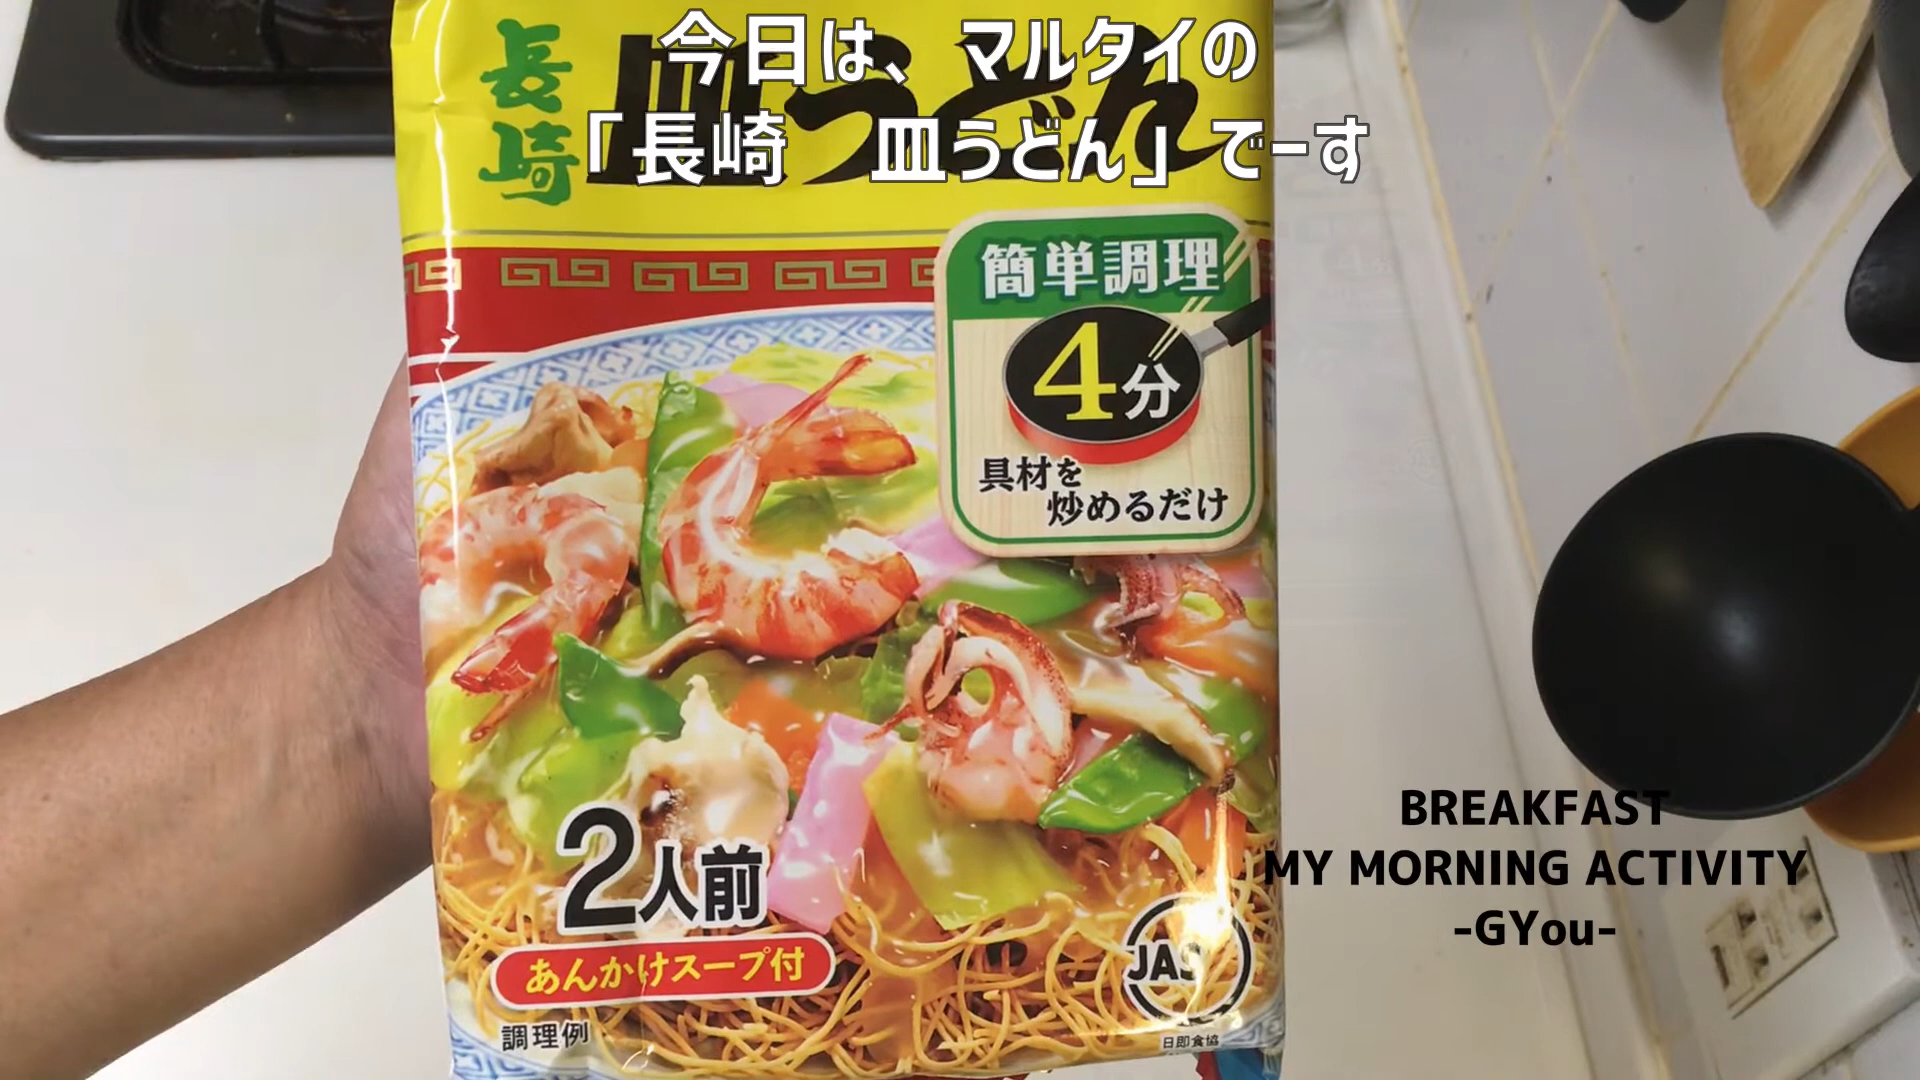 今日は、マルタイの
「長崎　皿うどん」でーす
長崎
皿うどん
簡単調理
4分
具材を
炒めるだけ
2人前
あんかけスープ付
調理例
JAS
日即食協
BREAKFAST
MY MORNING ACTIVITY
-GYou-